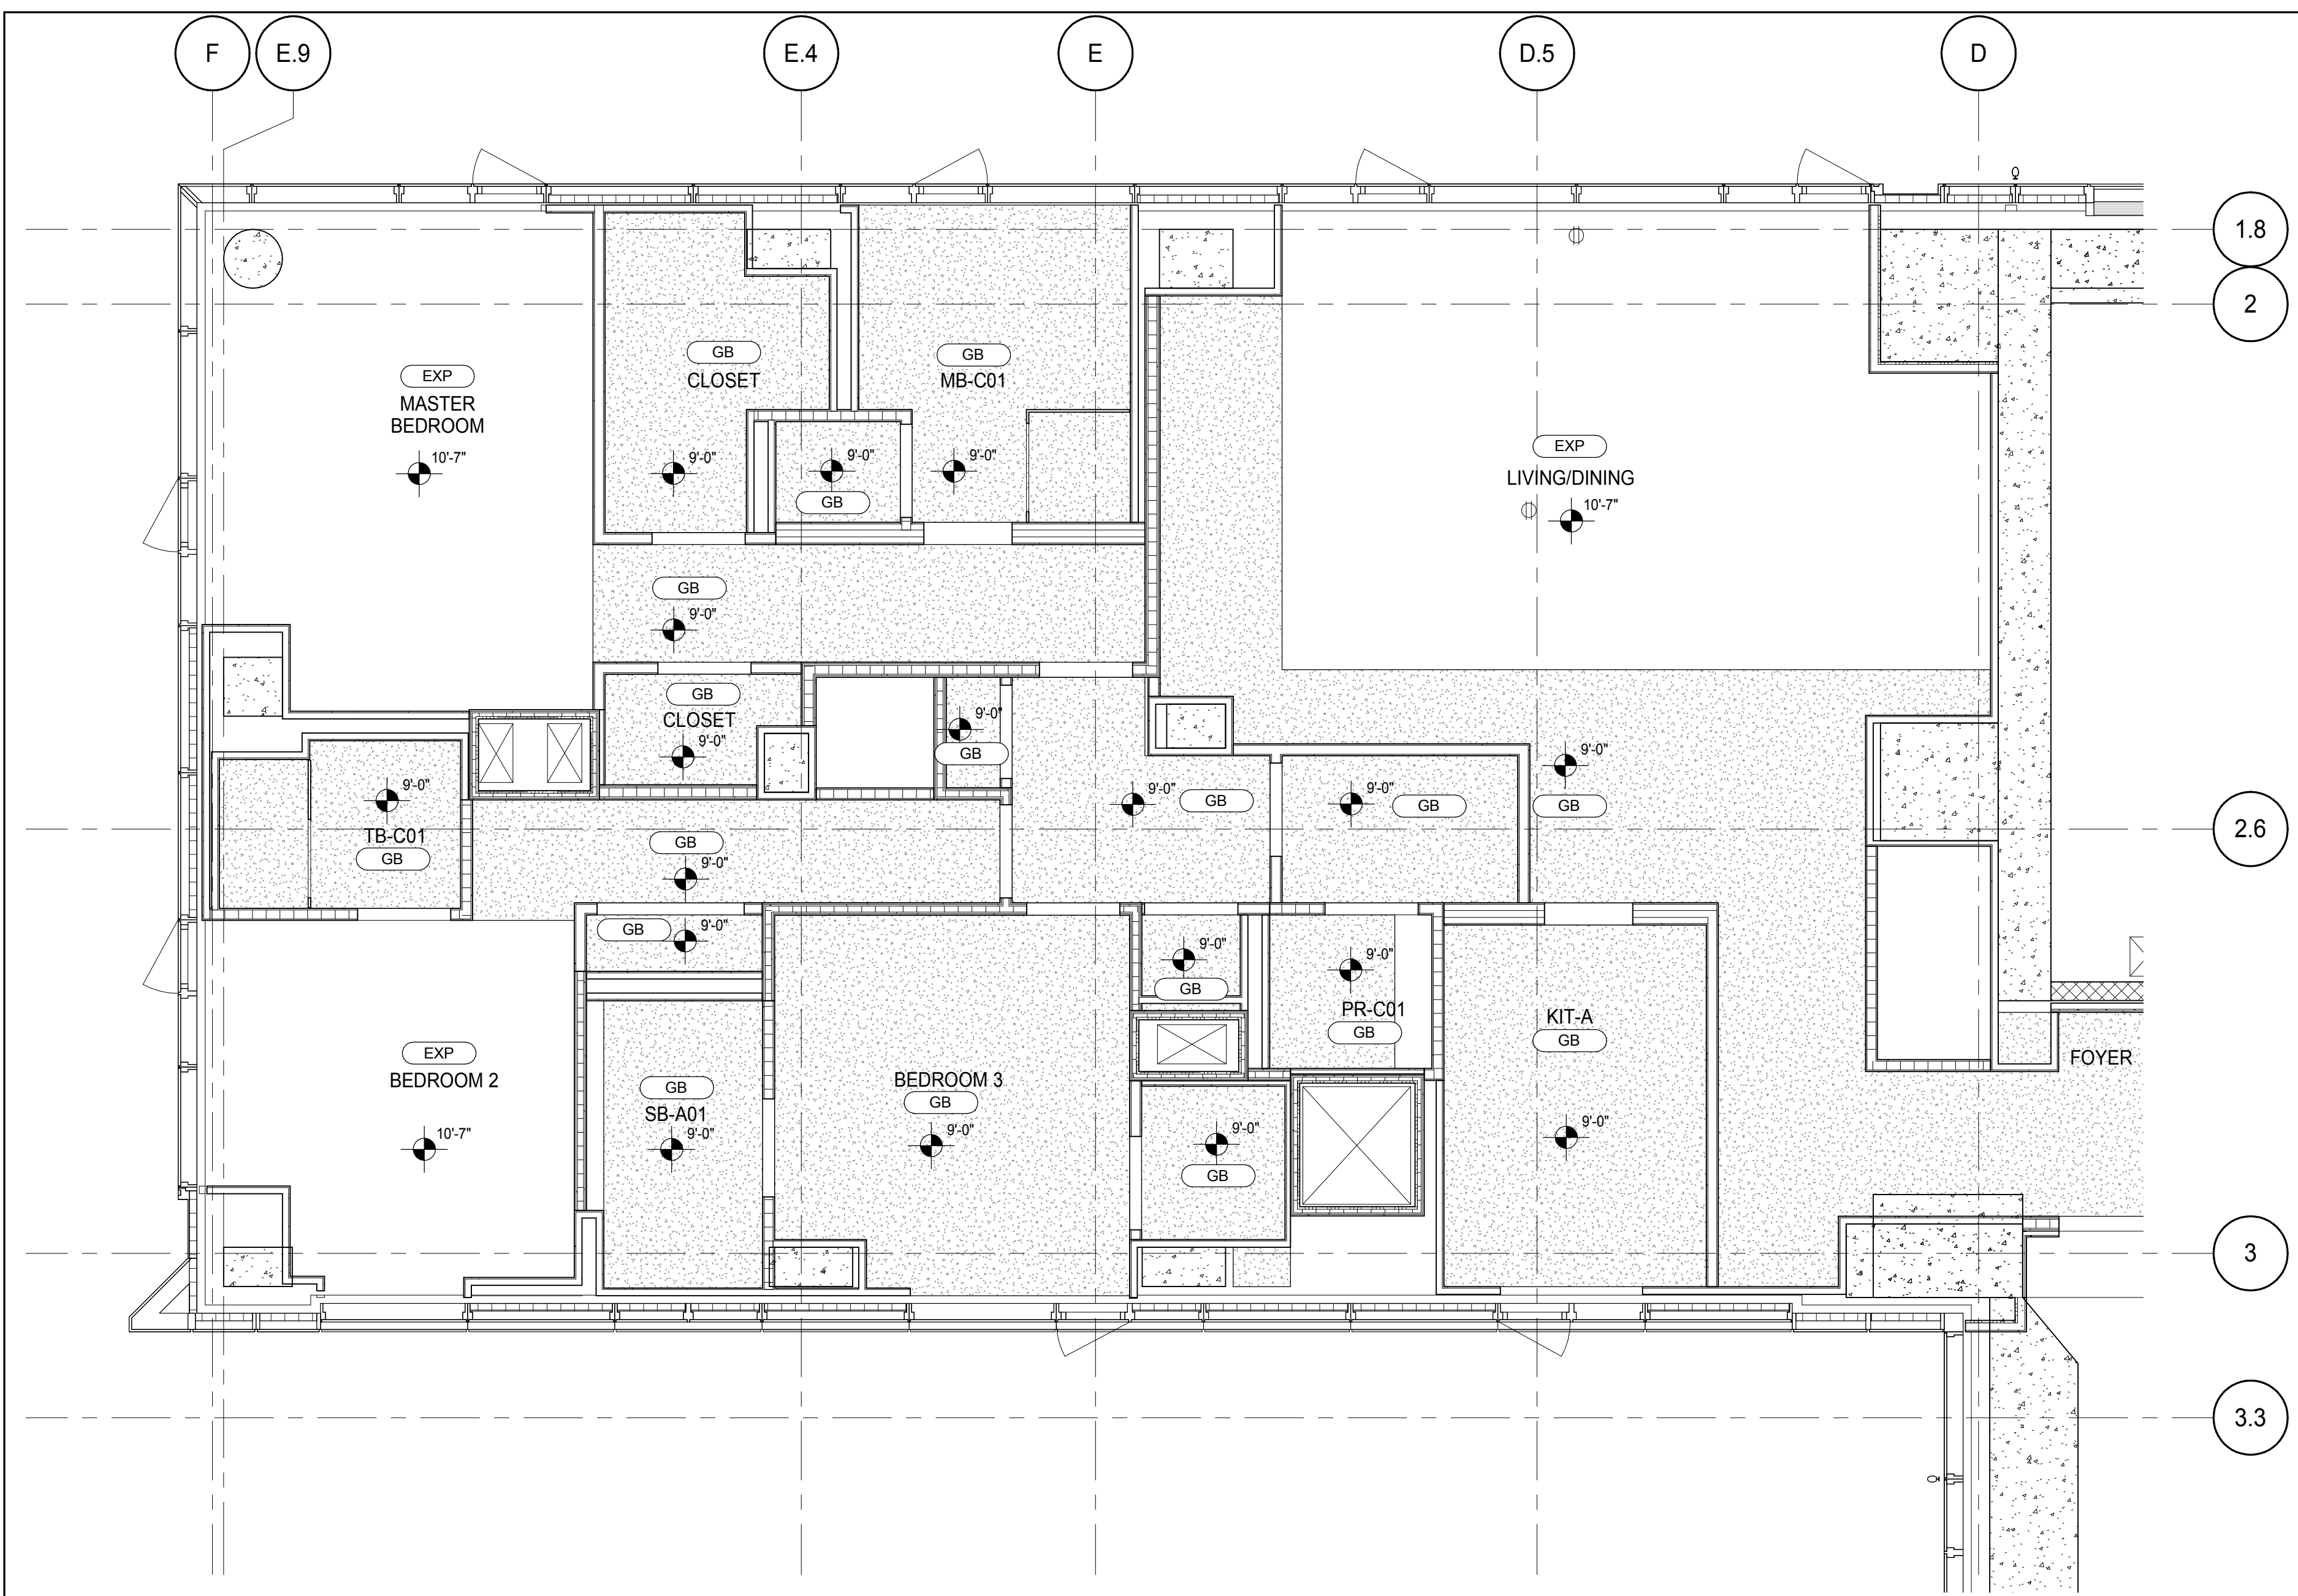 F
E.9
E.4
E
D.5
D
1.8
2
2.6
3
3.3
EXP
MASTER
BEDROOM
10'-7"
GB
CLOSET
9'-0"
9'-0"
GB
GB
MB-C01
9'-0"
EXP
LIVING/DINING
10'-7"
GB
9'-0"
GB
CLOSET
9'-0"
9'-0"
GB
9'-0"
TB-C01
GB
GB
9'-0"
9'-0"
GB
9'-0"
GB
9'-0"
GB
GB
9'-0"
9'-0"
GB
9'-0"
PR-C01
GB
KIT-A
GB
9'-0"
FOYER
EXP
BEDROOM 2
10'-7"
GB
SB-A01
9'-0"
BEDROOM 3
GB
9'-0"
9'-0"
GB